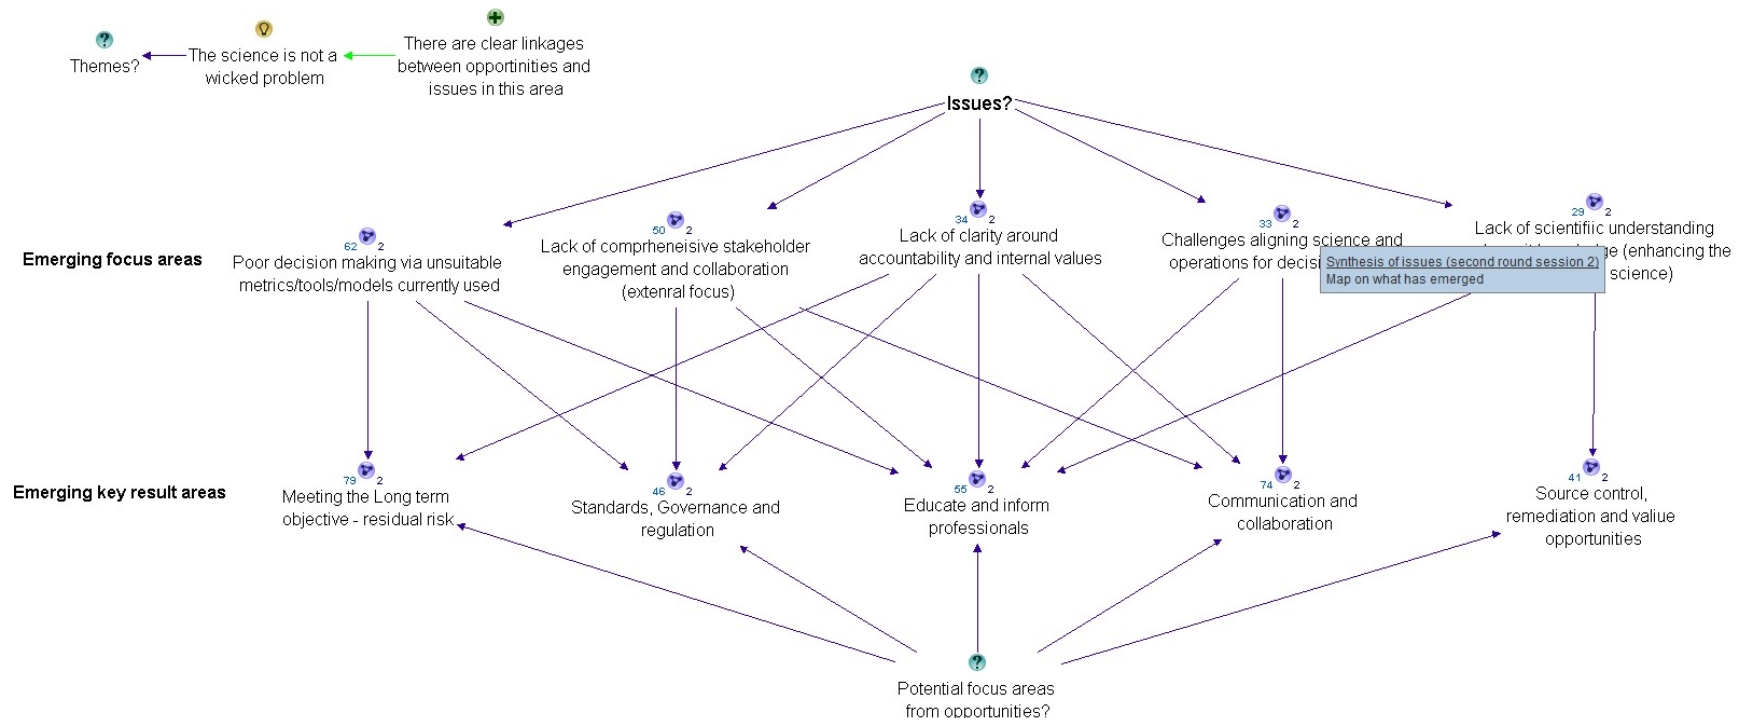 Themes?
The science is not a
wicked problem
There are clear linkages
between opportinities and
issues in this area
Issues?
Emerging focus areas
62 2
Poor decision making via unsuitable
metrics/tools/models currently used
50 2
Lack of comprheneisive stakeholder
engagement and collaboration
(extenral focus)
34 2
Lack of clarity around
accountability and internal values
33 2
Challenges aligning science and
operations for
29 2
Lack of scientifiic understanding
(enhancing the
science)
Synthesis of issues (second round session 2)
Map on what has emerged
Emerging key result areas
79 2
Meeting the Long term
objective - residual risk
46 2
Standards, Governance and
regulation
55 2
Educate and inform
professionals
74 2
Communication and
collaboration
41 2
Source control,
remediation and valiue
opportunities
Potential focus areas
from opportunities?